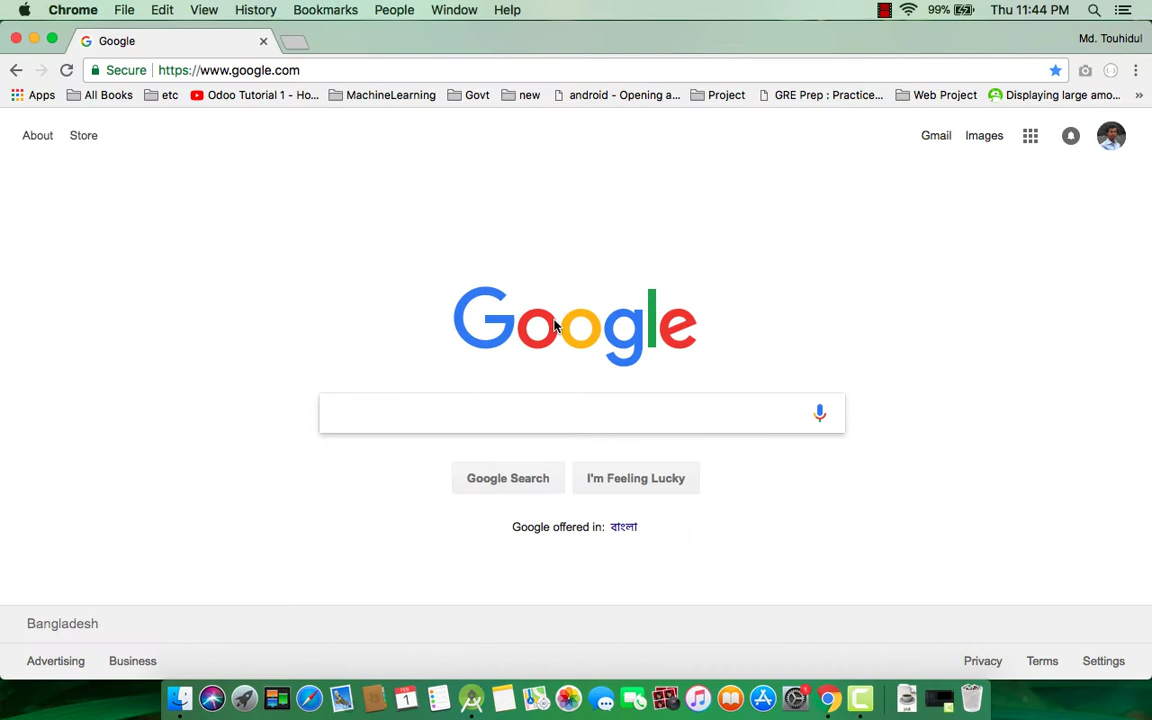 Chrome File Edit View History Bookmarks People Window Help 99% Thu 11:44 PM
Google Md. Touhidul
Secure https://www.google.com
Apps All Books etc Odoo Tutorial 1 - Ho... MachineLearning Govt new android - Opening a... Project GRE Prep : Practice... Web Project Displaying large amo... »
About Store Gmail Images
Google
Google Search I'm Feeling Lucky
Google offered in: বাংলা
Bangladesh
Advertising Business Privacy Terms Settings
1